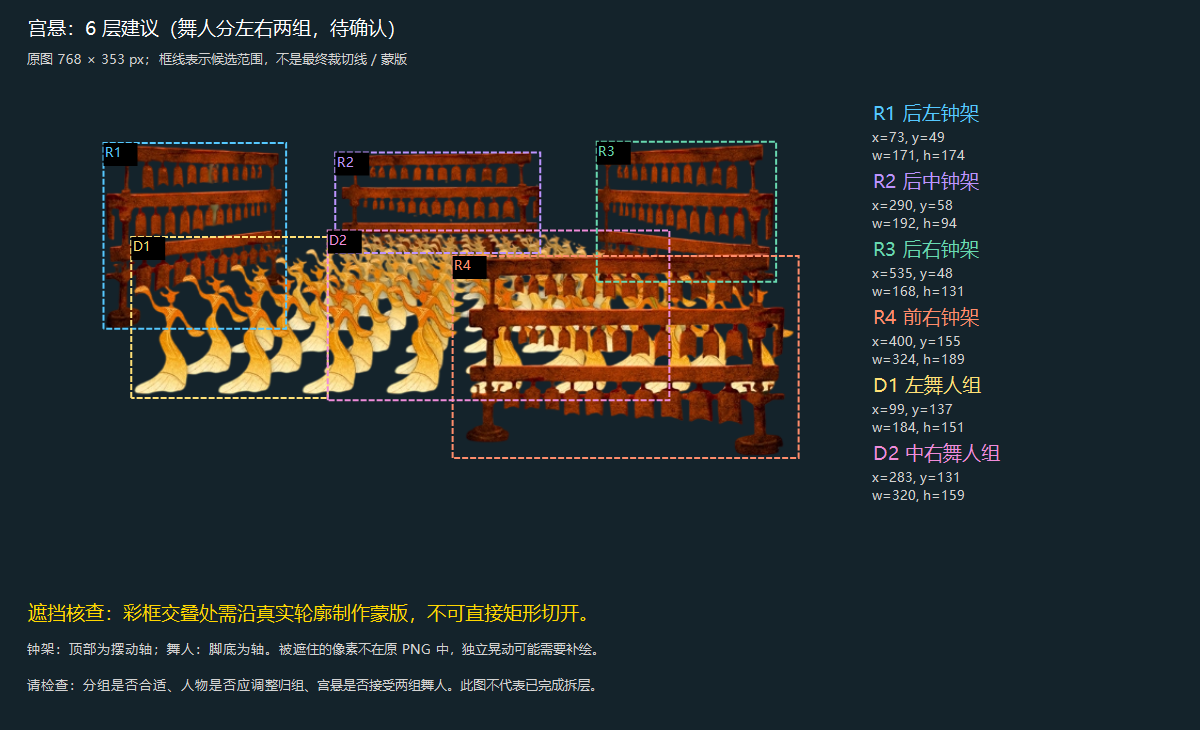 宫悬：6 层建议（舞人分左右两组，待确认）
原图 768 × 353 px；框线表示候选范围，不是最终裁切线 / 蒙版
R1
R2
R3
D1
D2
R4
R1 后左钟架
x=73, y=49
w=171, h=174
R2 后中钟架
x=290, y=58
w=192, h=94
R3 后右钟架
x=535, y=48
w=168, h=131
R4 前右钟架
x=400, y=155
w=324, h=189
D1 左舞人组
x=99, y=137
w=184, h=151
D2 中右舞人组
x=283, y=131
w=320, h=159
遮挡核查：彩框交叠处需沿真实轮廓制作蒙版，不可直接矩形切开。
钟架：顶部为摆动轴；舞人：脚底为轴。被遮住的像素不在原 PNG 中，独立晃动可能需要补绘。
请检查：分组是否合适、人物是否应调整归组、宫悬是否接受两组舞人。此图不代表已完成拆层。